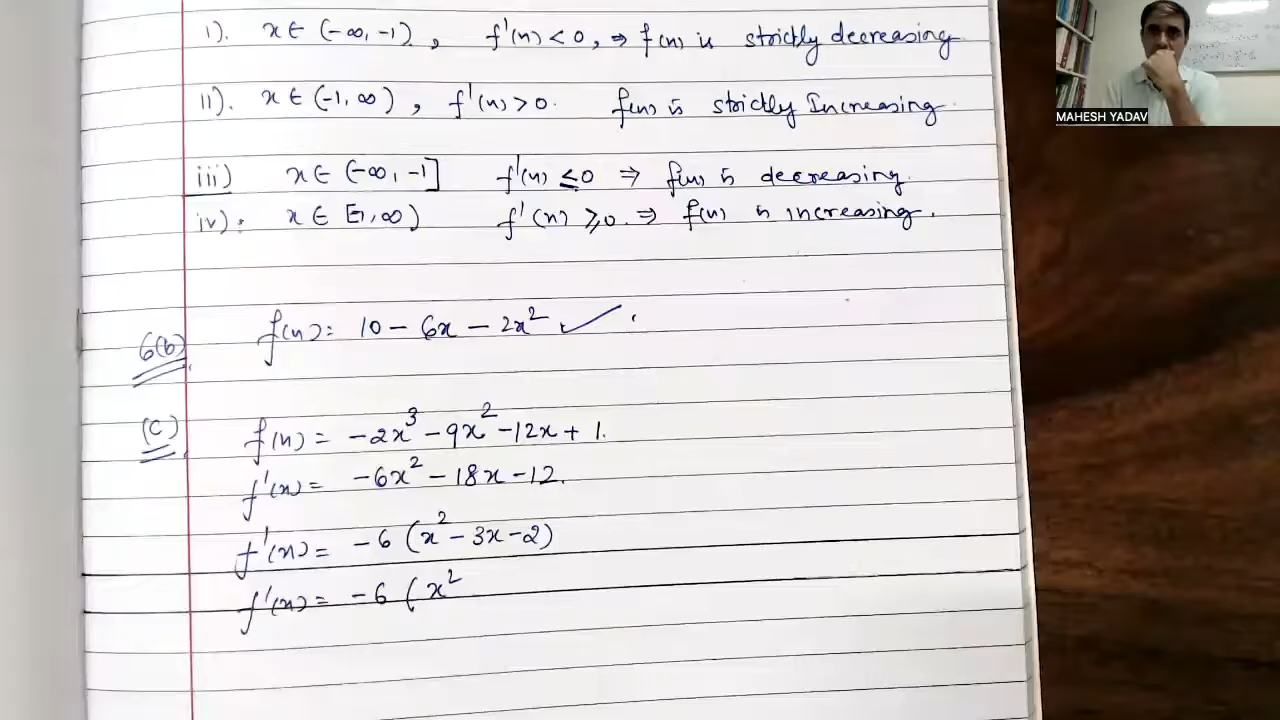 i). x ∈ (-∞, -1), f'(x) < 0, ⇒ f(x) is strictly decreasing
ii). x ∈ (-1, ∞), f'(x) > 0. f(x) is strictly Increasing.
iii) x ∈ (-∞, -1] f'(x) ≤ 0 ⇒ f(x) is decreasing.
iv). x ∈ [-1, ∞) f'(x) ≥ 0. ⇒ f(x) is increasing.
6(b) f(x) = 10 - 6x - 2x² ✓.
(c) f(x) = -2x³ - 9x² - 12x + 1.
f'(x) = -6x² - 18x - 12.
f'(x) = -6 (x² - 3x - 2)
f'(x) = -6 (x²
MAHESH YADAV